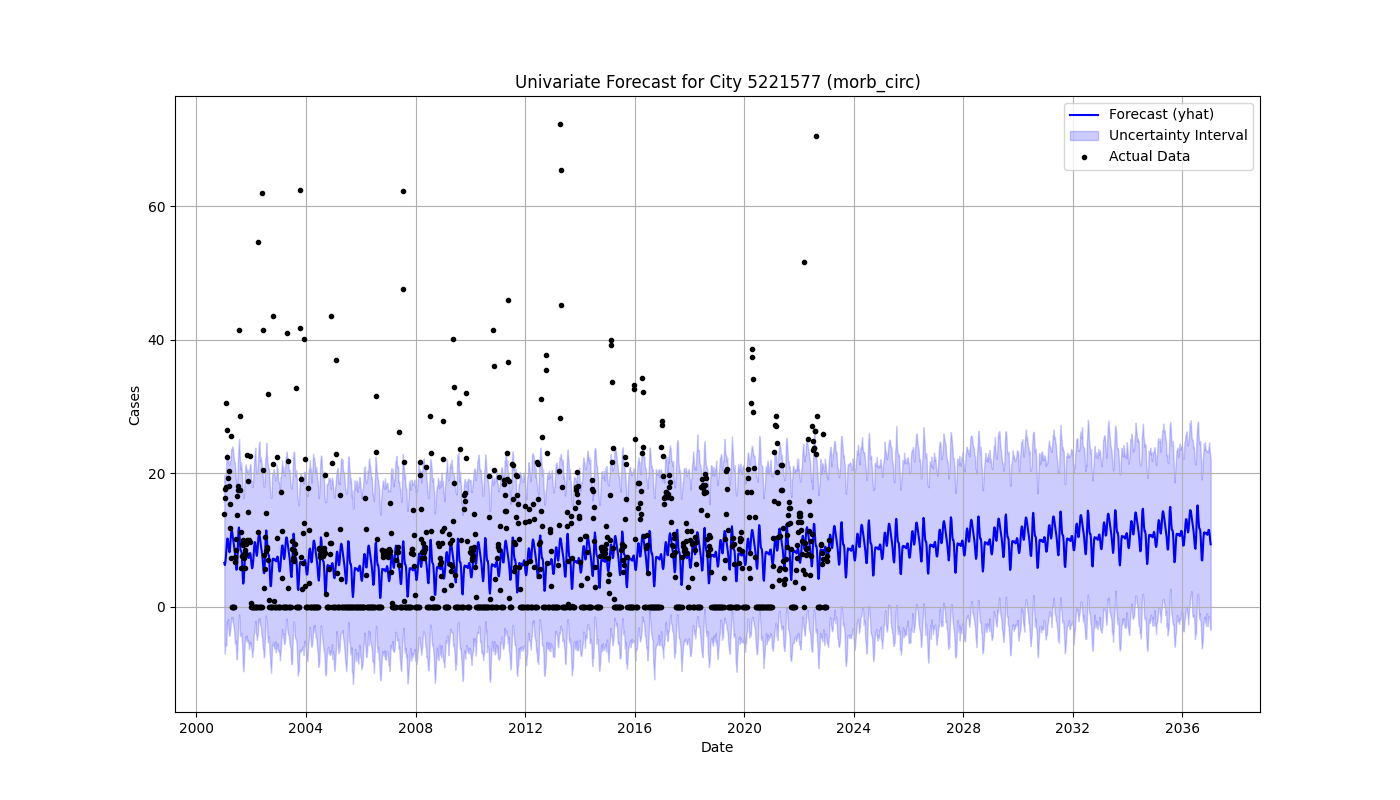 Univariate Forecast for City 5221577 (morb_circ)
Forecast (yhat)
Uncertainty Interval
Actual Data
Cases
60
40
20
0
2000 2004 2008 2012 2016 2020 2024 2028 2032 2036
Date